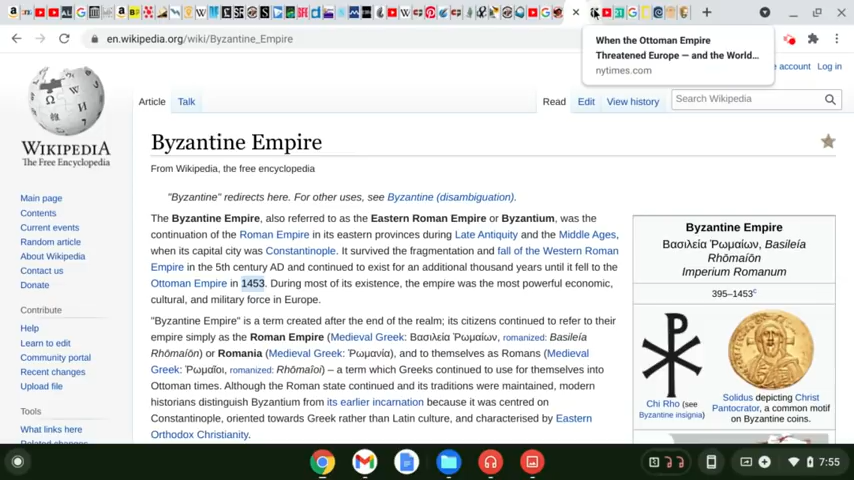 When the Ottoman Empire
Threatened Europe — and the World...
nytimes.com
en.wikipedia.org/wiki/Byzantine_Empire
account Log in
Article Talk Read Edit View history Search Wikipedia
WIKIPEDIA
The Free Encyclopedia
Main page
Contents
Current events
Random article
About Wikipedia
Contact us
Donate
Contribute
Help
Learn to edit
Community portal
Recent changes
Upload file
Tools
What links here
Related changes
Byzantine Empire
From Wikipedia, the free encyclopedia
"Byzantine" redirects here. For other uses, see Byzantine (disambiguation).
The Byzantine Empire, also referred to as the Eastern Roman Empire or Byzantium, was the
continuation of the Roman Empire in its eastern provinces during Late Antiquity and the Middle Ages,
when its capital city was Constantinople. It survived the fragmentation and fall of the Western Roman
Empire in the 5th century AD and continued to exist for an additional thousand years until it fell to the
Ottoman Empire in 1453. During most of its existence, the empire was the most powerful economic,
cultural, and military force in Europe.
"Byzantine Empire" is a term created after the end of the realm; its citizens continued to refer to their
empire simply as the Roman Empire (Medieval Greek: Βασιλεία Ῥωμαίων, romanized: Basileía
Rhōmaíōn) or Romania (Medieval Greek: Ῥωμανία), and to themselves as Romans (Medieval
Greek: Ῥωμαῖοι, romanized: Rhōmaîoi) – a term which Greeks continued to use for themselves into
Ottoman times. Although the Roman state continued and its traditions were maintained, modern
historians distinguish Byzantium from its earlier incarnation because it was centred on
Constantinople, oriented towards Greek rather than Latin culture, and characterised by Eastern
Orthodox Christianity.
Byzantine Empire
Βασιλεία Ῥωμαίων, Basileía
Rhōmaíōn
Imperium Romanum
395–1453c
Chi Rho (see
Byzantine insignia)
Solidus depicting Christ
Pantocrator, a common motif
on Byzantine coins.
7:55